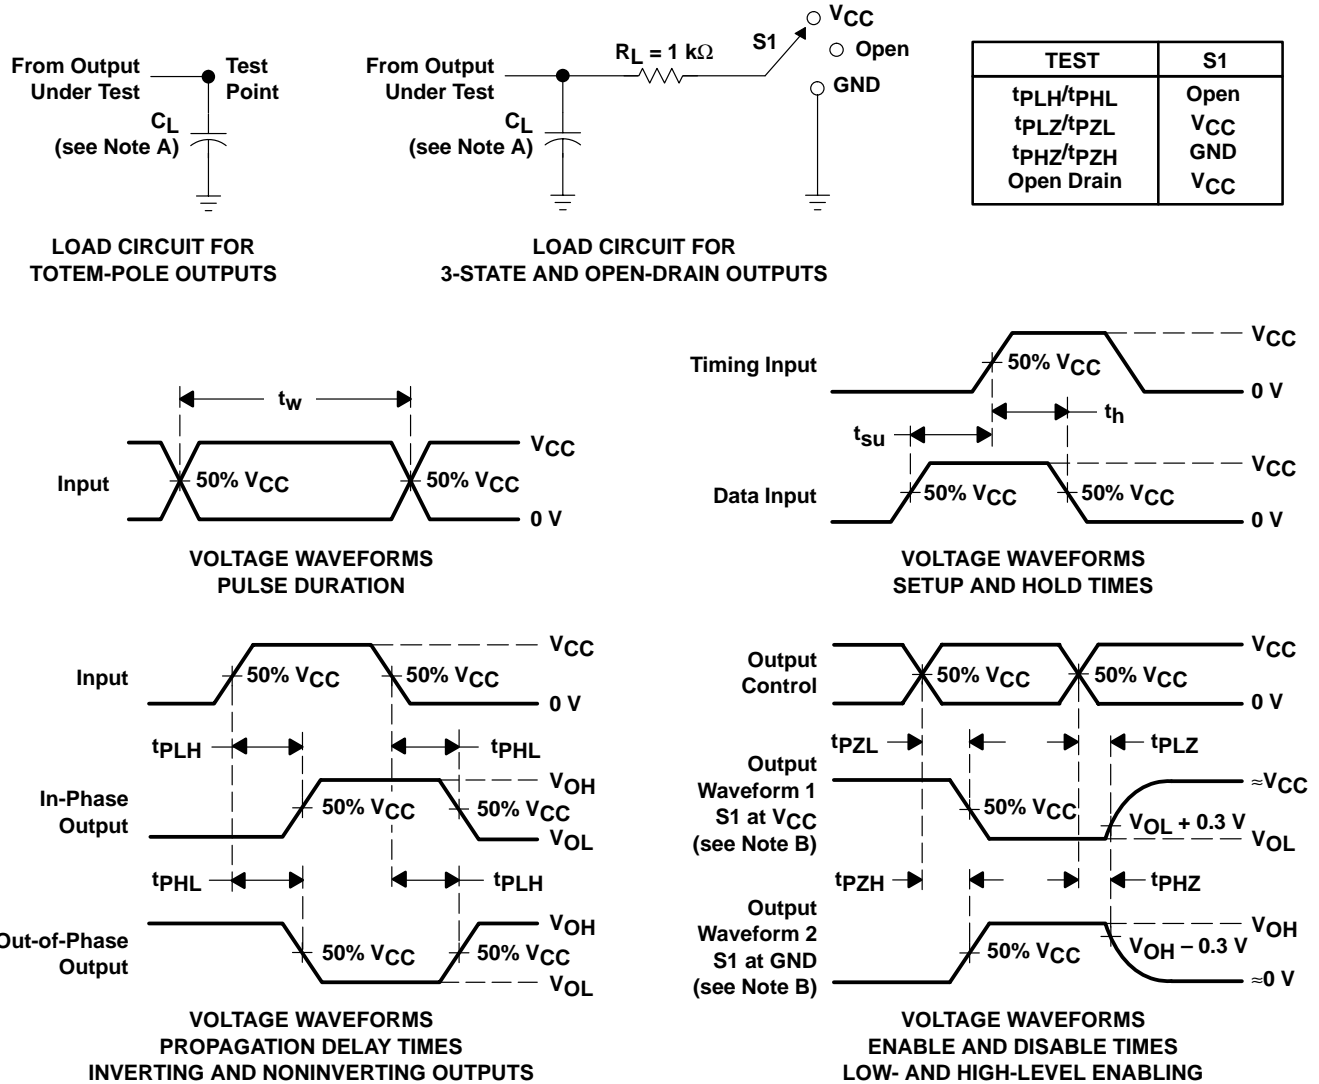 From Output
Under Test
Test
Point
CL
(see Note A)
LOAD CIRCUIT FOR
TOTEM-POLE OUTPUTS
From Output
Under Test
RL = 1 kΩ
S1
VCC
Open
GND
CL
(see Note A)
LOAD CIRCUIT FOR
3-STATE AND OPEN-DRAIN OUTPUTS
TEST S1
tPLH/tPHL Open
tPLZ/tPZL VCC
tPHZ/tPZH GND
Open Drain VCC
tw
Input
50% VCC
50% VCC
VCC
0 V
VOLTAGE WAVEFORMS
PULSE DURATION
Timing Input
50% VCC
VCC
0 V
th
tsu
Data Input
50% VCC
50% VCC
VCC
0 V
VOLTAGE WAVEFORMS
SETUP AND HOLD TIMES
Input
50% VCC
50% VCC
VCC
0 V
tPLH
tPHL
In-Phase
Output
50% VCC
50% VCC
VOH
VOL
tPHL
tPLH
Out-of-Phase
Output
50% VCC
50% VCC
VOH
VOL
VOLTAGE WAVEFORMS
PROPAGATION DELAY TIMES
INVERTING AND NONINVERTING OUTPUTS
Output
Control
50% VCC
50% VCC
VCC
0 V
tPZL
tPLZ
Output
Waveform 1
S1 at VCC
(see Note B)
50% VCC
VOL + 0.3 V
≈VCC
VOL
tPZH
tPHZ
Output
Waveform 2
S1 at GND
(see Note B)
50% VCC
VOH − 0.3 V
VOH
≈0 V
VOLTAGE WAVEFORMS
ENABLE AND DISABLE TIMES
LOW- AND HIGH-LEVEL ENABLING